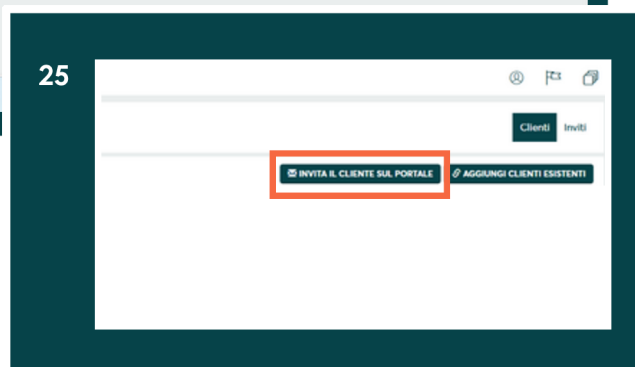 25
Clienti Inviti
INVITA IL CLIENTE SUL PORTALE AGGIUNGI CLIENTI ESISTENTI